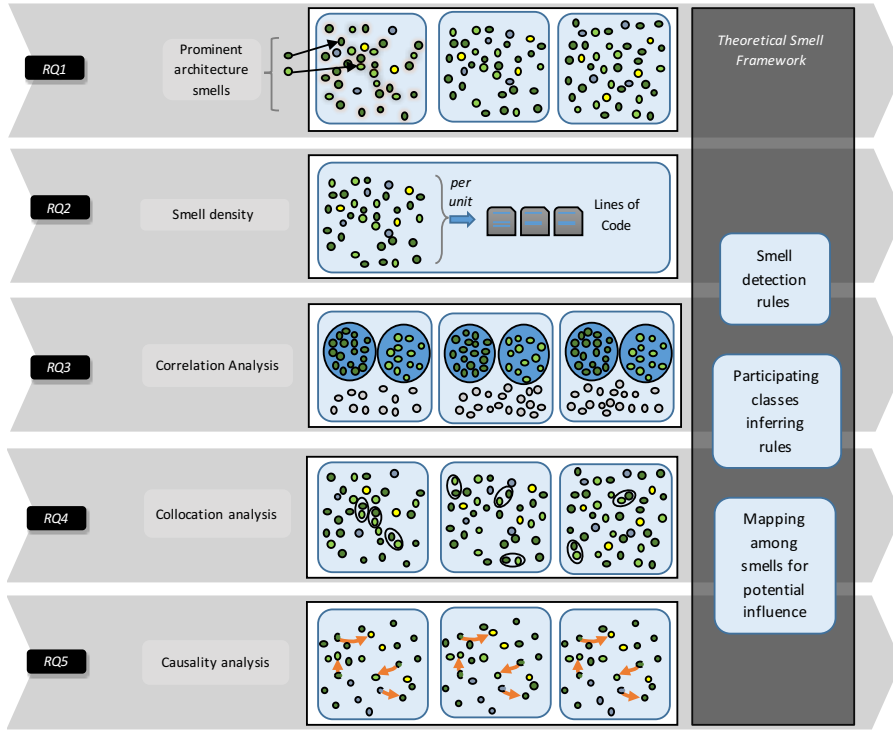 RQ1
Prominent
architecture
smells
RQ2
Smell density
per
unit
Lines of
Code
RQ3
Correlation Analysis
RQ4
Collocation analysis
RQ5
Causality analysis
Theoretical Smell
Framework
Smell
detection
rules
Participating
classes
inferring
rules
Mapping
among
smells for
potential
influence